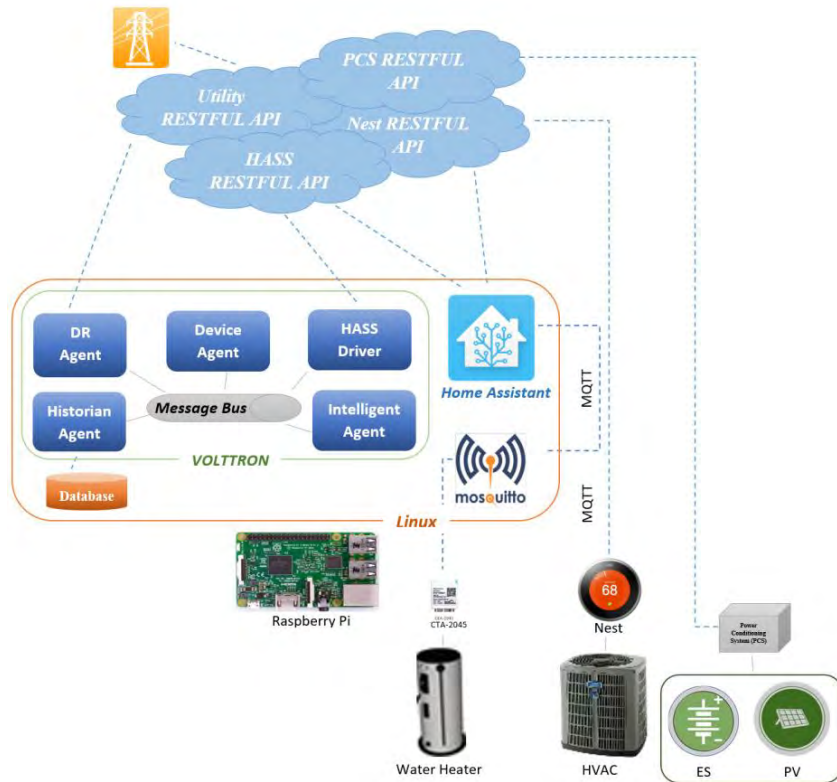 PCS RESTFUL
API
Utility
RESTFUL API
Nest RESTFUL
API
HASS
RESTFUL API
DR
Agent
Device
Agent
HASS
Driver
Home Assistant
Message Bus
Historian
Agent
Intelligent
Agent
VOLTTRON
Database
mosquitto
Linux
MQTT
MQTT
Raspberry Pi
CTA-2045
68
Nest
Power
Conditioning
System (PCS)
Water Heater
HVAC
ES
PV